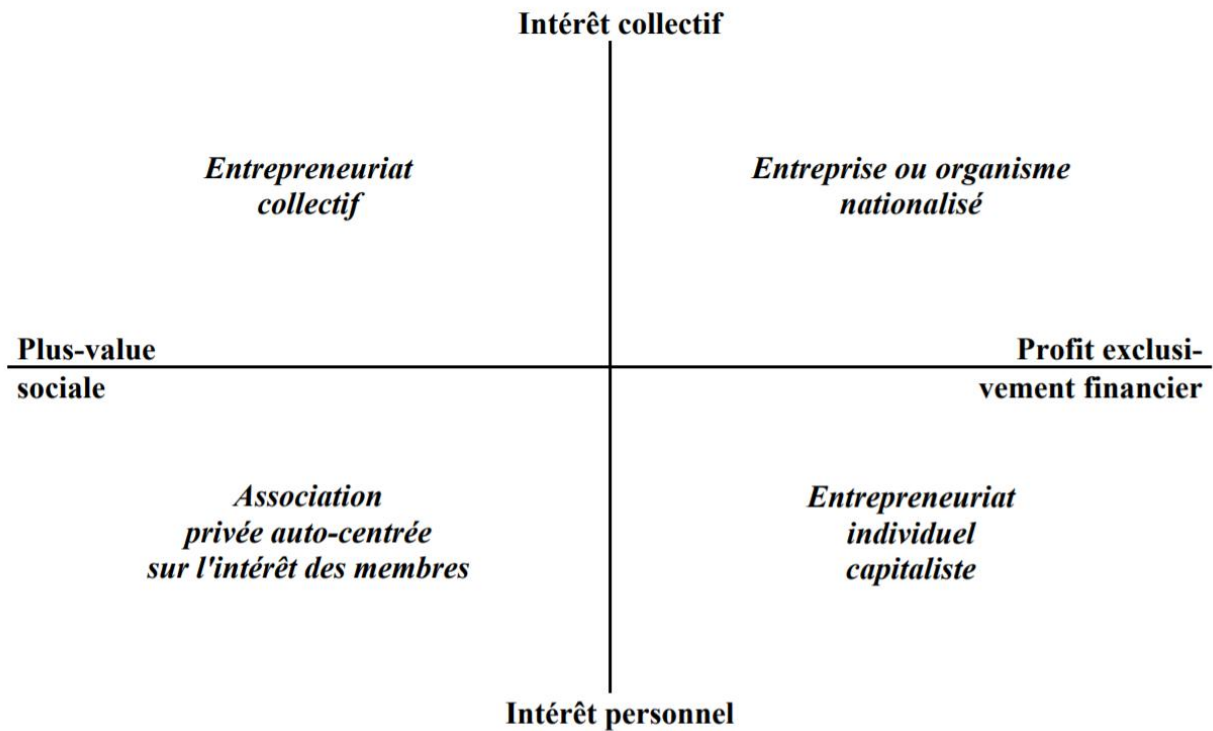 Intérêt collectif
Entrepreneuriat
collectif
Entreprise ou organisme
nationalisé
Plus-value
sociale
Profit exclusi-
vement financier
Association
privée auto-centrée
sur l'intérêt des membres
Entrepreneuriat
individuel
capitaliste
Intérêt personnel